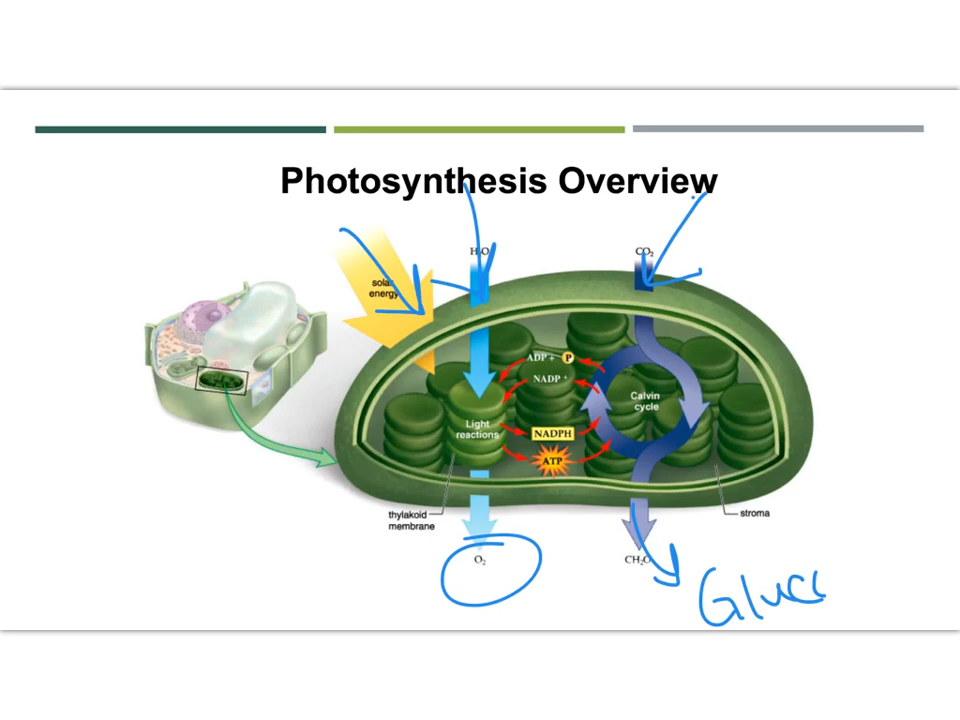 Photosynthesis Overview
H₂O
CO₂
solar
energy
ADP + P
NADP +
Calvin
cycle
Light
reactions
NADPH
ATP
thylakoid
membrane
stroma
O₂
CH₂O
Gluc